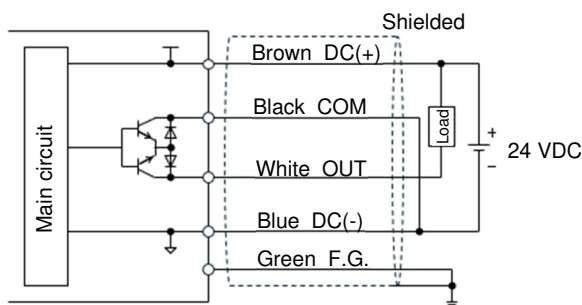 Shielded
Brown DC(+)
Black COM
Load
+
24 VDC
−
White OUT
Main circuit
Blue DC(-)
Green F.G.